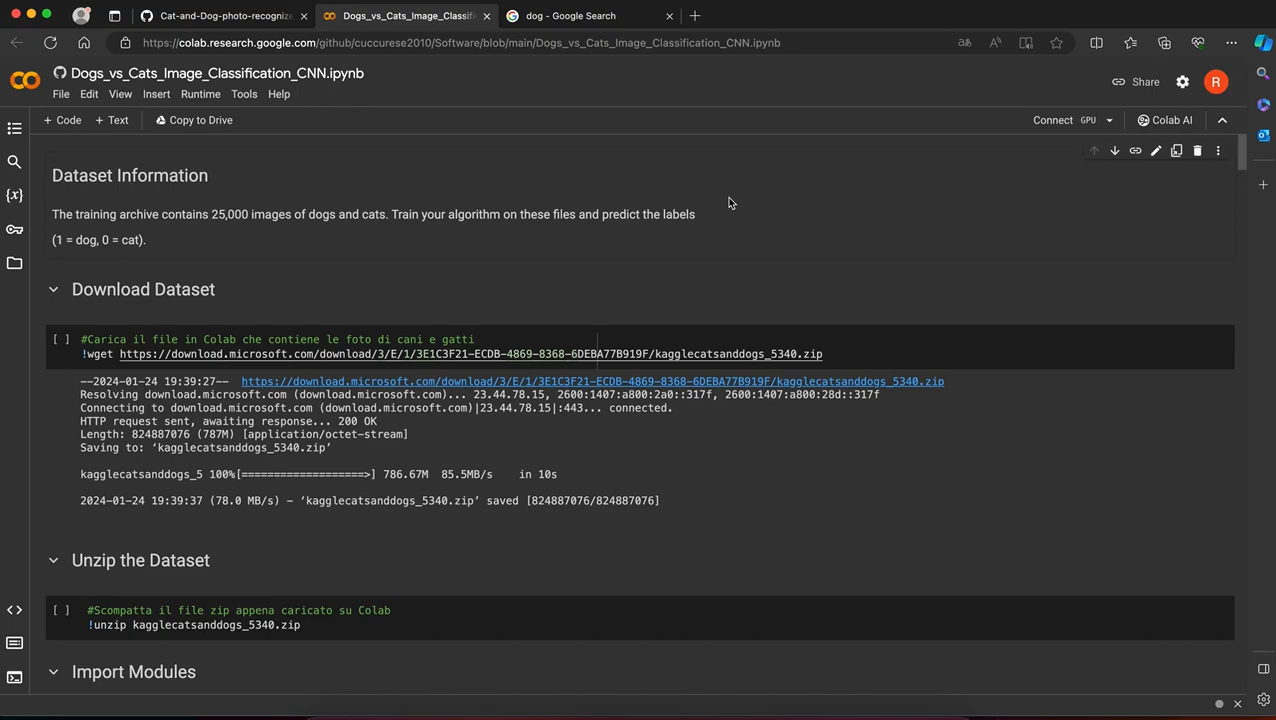 Cat-and-Dog-photo-recognize
Dogs_vs_Cats_Image_Classifi
dog - Google Search
https://colab.research.google.com/github/cuccurese2010/Software/blob/main/Dogs_vs_Cats_Image_Classification_CNN.ipynb
Dogs_vs_Cats_Image_Classification_CNN.ipynb
File Edit View Insert Runtime Tools Help
Share
R
+ Code + Text Copy to Drive
Connect GPU
Colab AI
Dataset Information
The training archive contains 25,000 images of dogs and cats. Train your algorithm on these files and predict the labels
(1 = dog, 0 = cat).
Download Dataset
[ ] #Carica il file in Colab che contiene le foto di cani e gatti
!wget https://download.microsoft.com/download/3/E/1/3E1C3F21-ECDB-4869-8368-6DEBA77B919F/kagglecatsanddogs_5340.zip
--2024-01-24 19:39:27-- https://download.microsoft.com/download/3/E/1/3E1C3F21-ECDB-4869-8368-6DEBA77B919F/kagglecatsanddogs_5340.zip
Resolving download.microsoft.com (download.microsoft.com)... 23.44.78.15, 2600:1407:a800:2a0::317f, 2600:1407:a800:28d::317f
Connecting to download.microsoft.com (download.microsoft.com)|23.44.78.15|:443... connected.
HTTP request sent, awaiting response... 200 OK
Length: 824887076 (787M) [application/octet-stream]
Saving to: ‘kagglecatsanddogs_5340.zip’
kagglecatsanddogs_5 100%[===================>] 786.67M 85.5MB/s in 10s
2024-01-24 19:39:37 (78.0 MB/s) - ‘kagglecatsanddogs_5340.zip’ saved [824887076/824887076]
Unzip the Dataset
[ ] #Scompatta il file zip appena caricato su Colab
!unzip kagglecatsanddogs_5340.zip
Import Modules